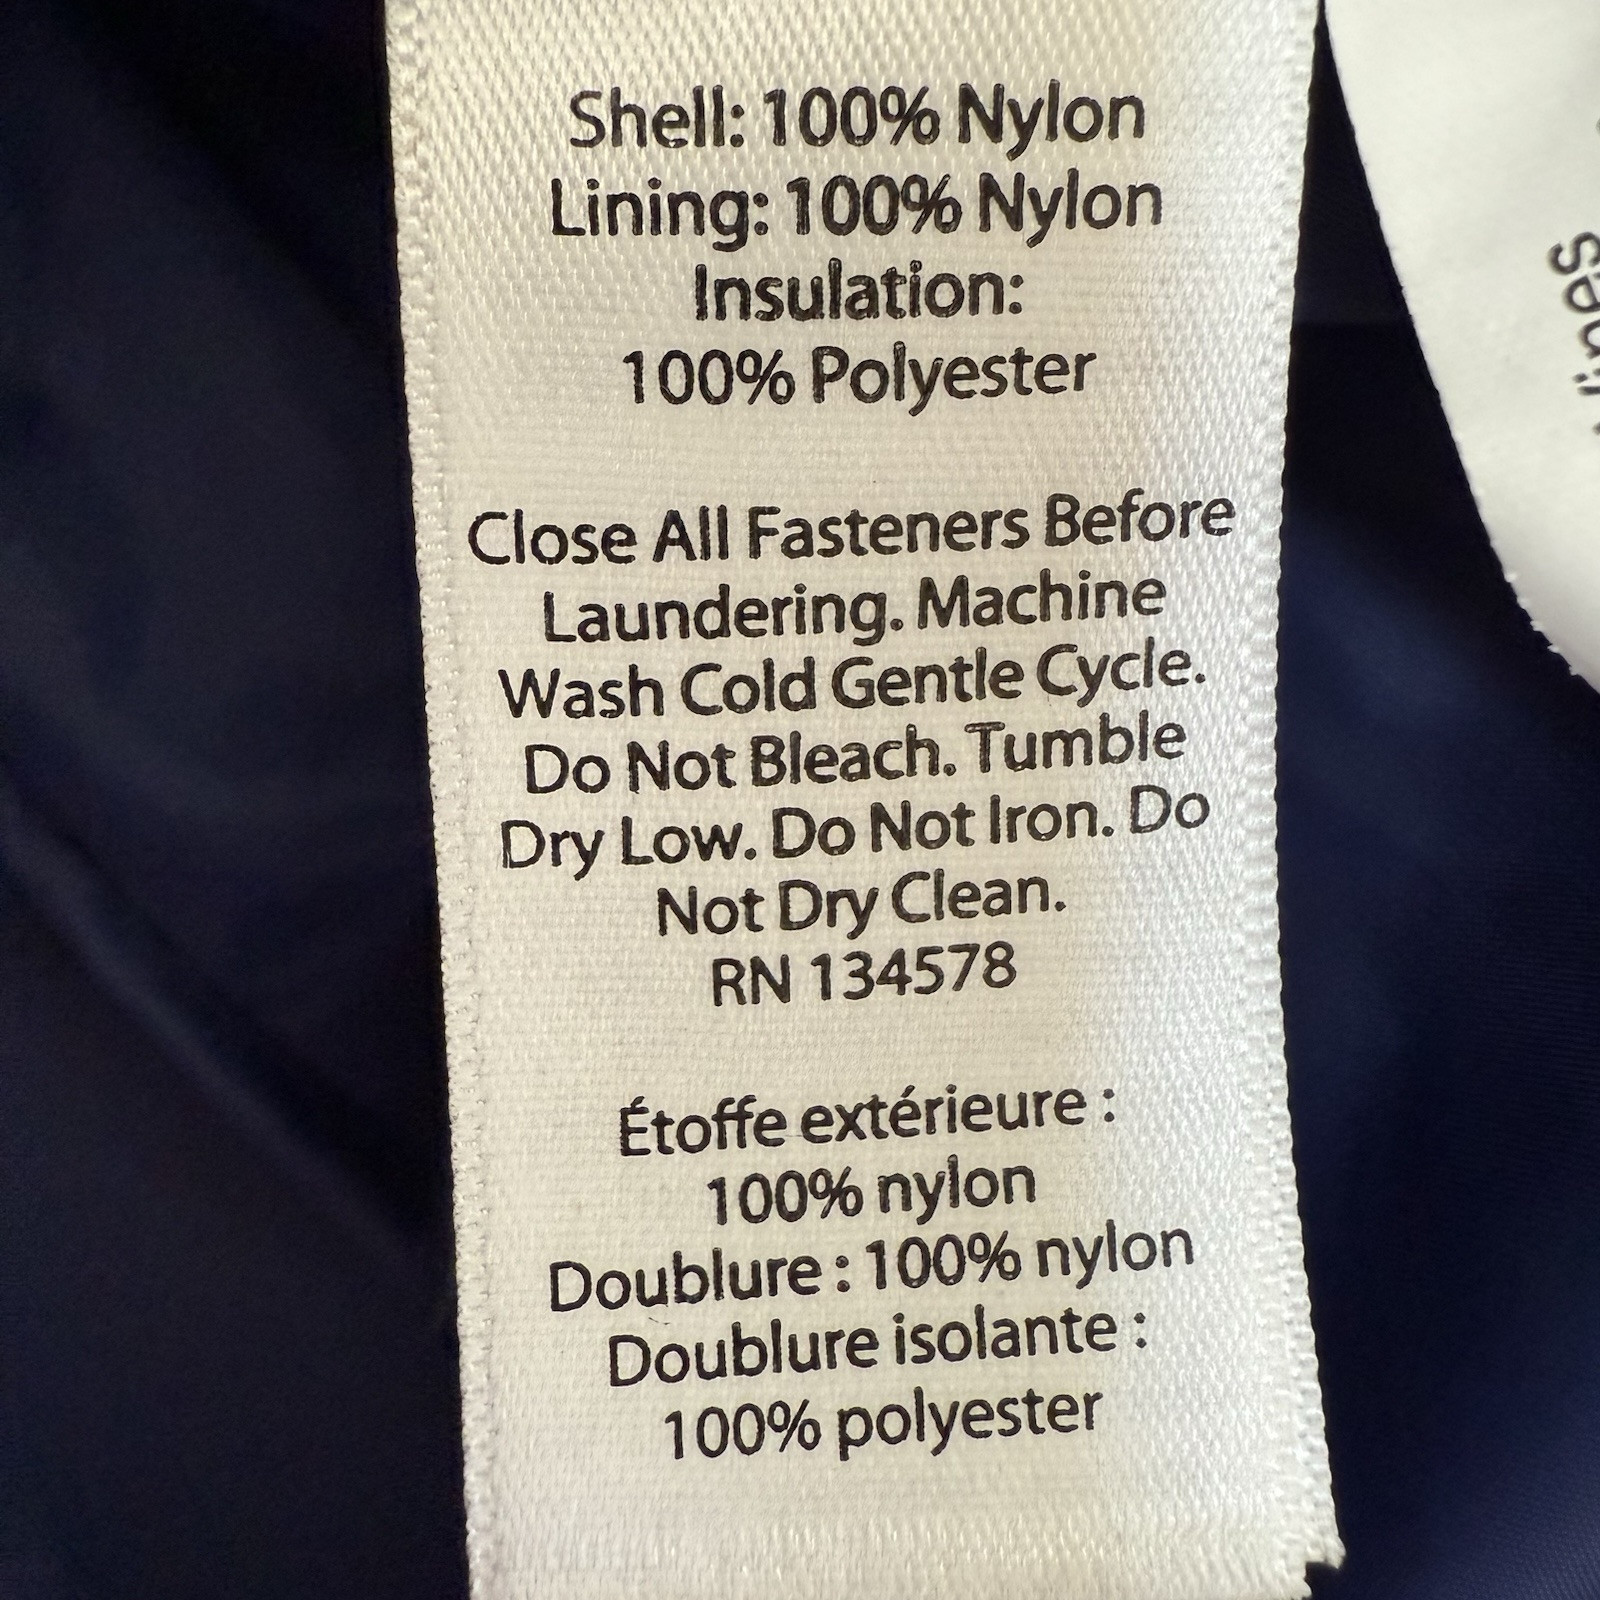 Shell: 100% Nylon
Lining: 100% Nylon
Insulation:
100% Polyester
Close All Fasteners Before
Laundering. Machine
Wash Cold Gentle Cycle.
Do Not Bleach. Tumble
Dry Low. Do Not Iron. Do
Not Dry Clean.
RN 134578
Étoffe extérieure :
100% nylon
Doublure : 100% nylon
Doublure isolante :
100% polyester